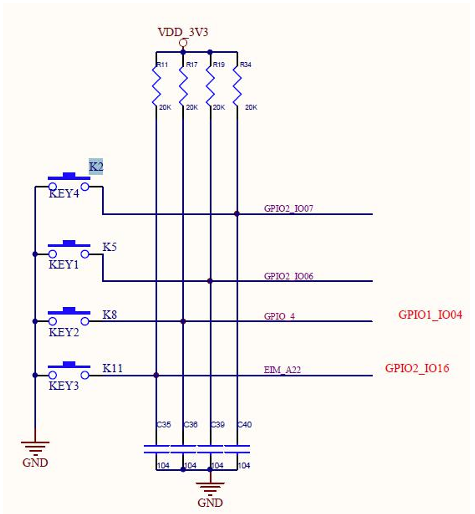 VDD_3V3
R11 R17 R19 R34
20K 20K 20K 20K
K2
KEY4
GPIO2_IO07
K5
KEY1
GPIO2_IO06
K8
GPIO_4 GPIO1_IO04
KEY2
K11
EIM_A22 GPIO2_IO16
KEY3
C35 C36 C39 C40
104 104 104 104
GND
GND